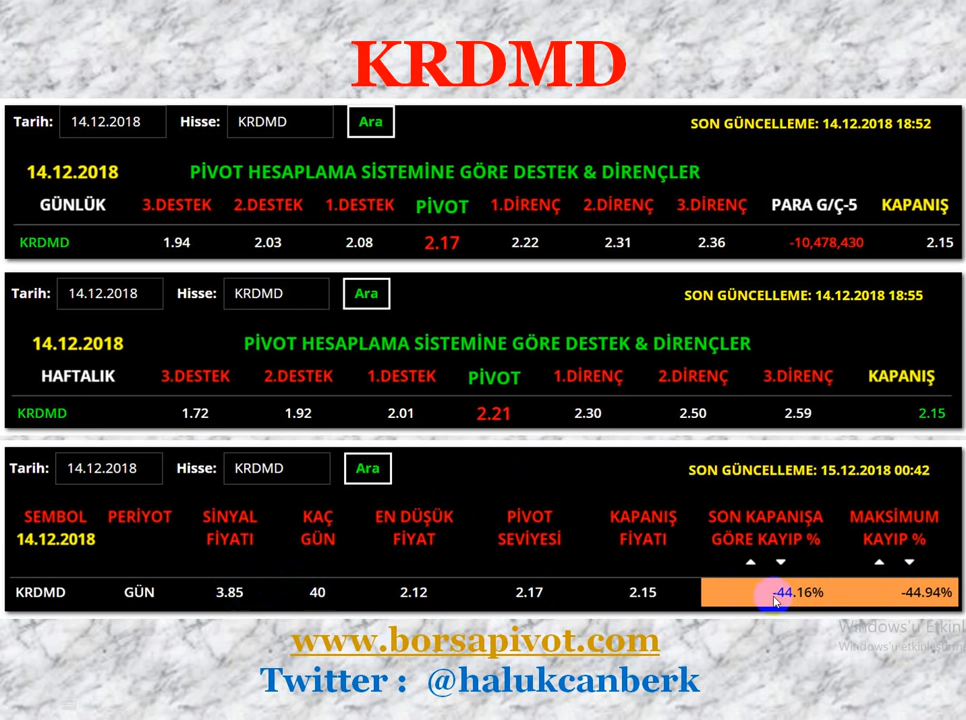 KRDMD
Tarih: 14.12.2018 Hisse: KRDMD Ara SON GÜNCELLEME: 14.12.2018 18:52
14.12.2018 PİVOT HESAPLAMA SİSTEMİNE GÖRE DESTEK & DİRENÇLER
GÜNLÜK 3.DESTEK 2.DESTEK 1.DESTEK PİVOT 1.DİRENÇ 2.DİRENÇ 3.DİRENÇ PARA G/Ç-5 KAPANIŞ
KRDMD 1.94 2.03 2.08 2.17 2.22 2.31 2.36 -10,478,430 2.15
Tarih: 14.12.2018 Hisse: KRDMD Ara SON GÜNCELLEME: 14.12.2018 18:55
14.12.2018 PİVOT HESAPLAMA SİSTEMİNE GÖRE DESTEK & DİRENÇLER
HAFTALIK 3.DESTEK 2.DESTEK 1.DESTEK PİVOT 1.DİRENÇ 2.DİRENÇ 3.DİRENÇ KAPANIŞ
KRDMD 1.72 1.92 2.01 2.21 2.30 2.50 2.59 2.15
Tarih: 14.12.2018 Hisse: KRDMD Ara SON GÜNCELLEME: 15.12.2018 00:42
SEMBOL PERİYOT SİNYAL KAÇ EN DÜŞÜK PİVOT KAPANIŞ SON KAPANIŞA MAKSİMUM
14.12.2018 FİYATI GÜN FİYAT SEVİYESİ FİYATI GÖRE KAYIP % KAYIP %
KRDMD GÜN 3.85 40 2.12 2.17 2.15 -44.16% -44.94%
www.borsapivot.com
Twitter : @halukcanberk
Windows'u Etkinl
Windows'u etkinleştirm